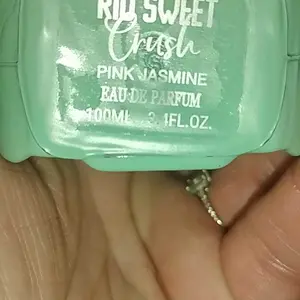 RIO SWEET
Crush
PINK JASMINE
EAU DE PARFUM
100ML 3.4FL.OZ.